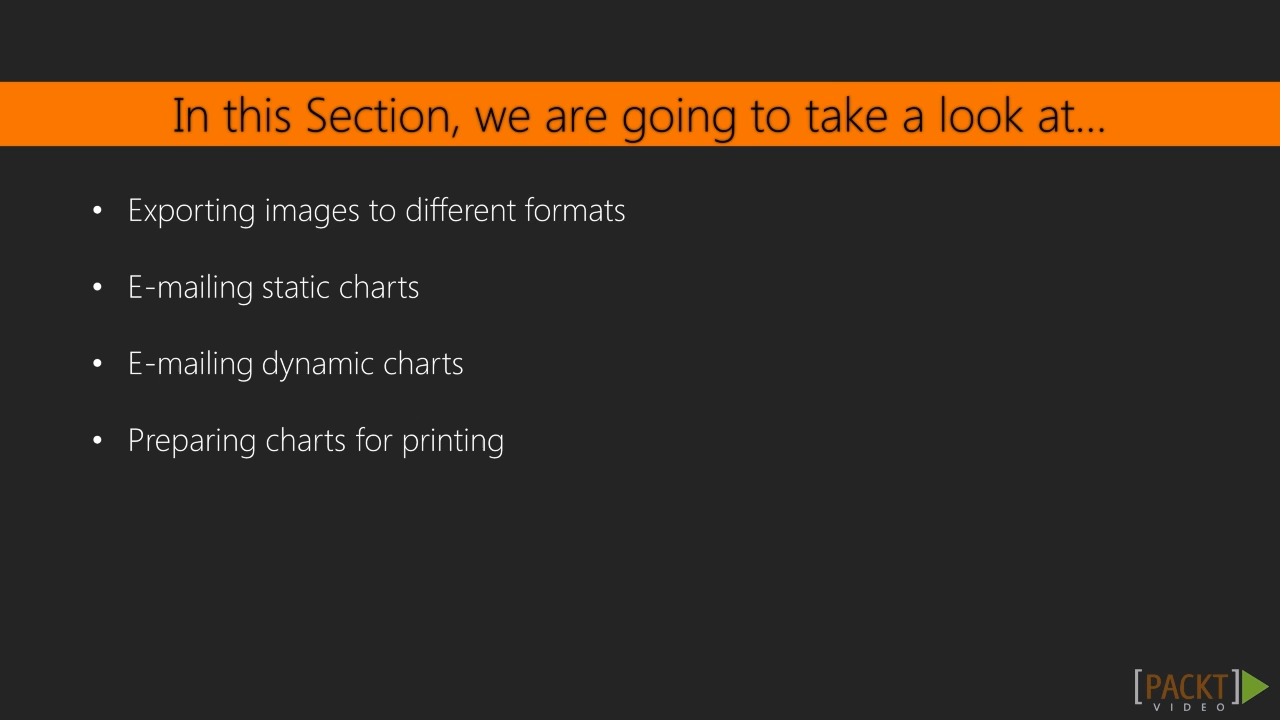 In this Section, we are going to take a look at...
• Exporting images to different formats
• E-mailing static charts
• E-mailing dynamic charts
• Preparing charts for printing
[PACKT]
VIDEO